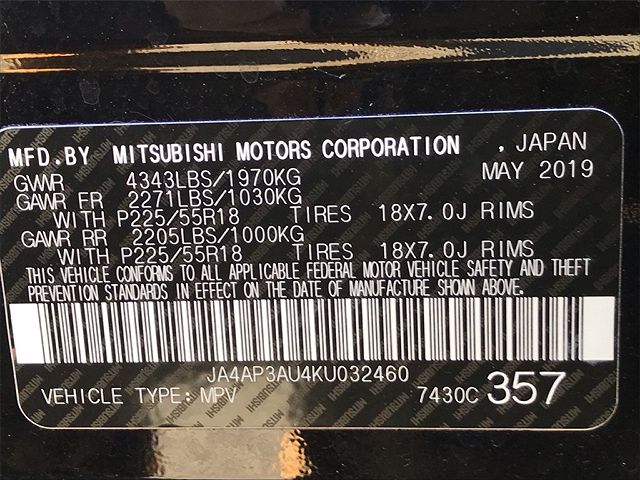 MFD.BY MITSUBISHI MOTORS CORPORATION , JAPAN
GVWR 4343LBS/1970KG MAY 2019
GAWR FR 2271LBS/1030KG
WITH P225/55R18 TIRES 18X7.0J RIMS
GAWR RR 2205LBS/1000KG
WITH P225/55R18 TIRES 18X7.0J RIMS
THIS VEHICLE CONFORMS TO ALL APPLICABLE FEDERAL MOTOR VEHICLE SAFETY AND THEFT
PREVENTION STANDARDS IN EFFECT ON THE DATE OF MANUFACTURE SHOWN ABOVE.
JA4AP3AU4KU032460
VEHICLE TYPE: MPV 7430C 357